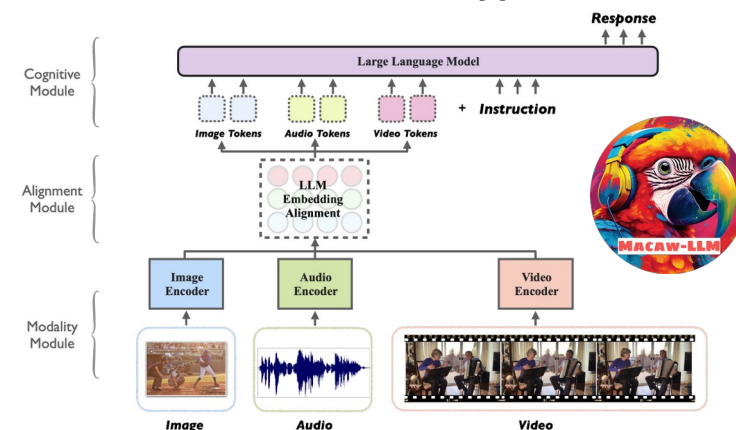 Response
Cognitive
Module
Large Language Model
Image Tokens
Audio Tokens
Video Tokens
+ Instruction
Alignment
Module
LLM
Embedding
Alignment
MACAW-LLM
Modality
Module
Image
Encoder
Audio
Encoder
Video
Encoder
Image
Audio
Video